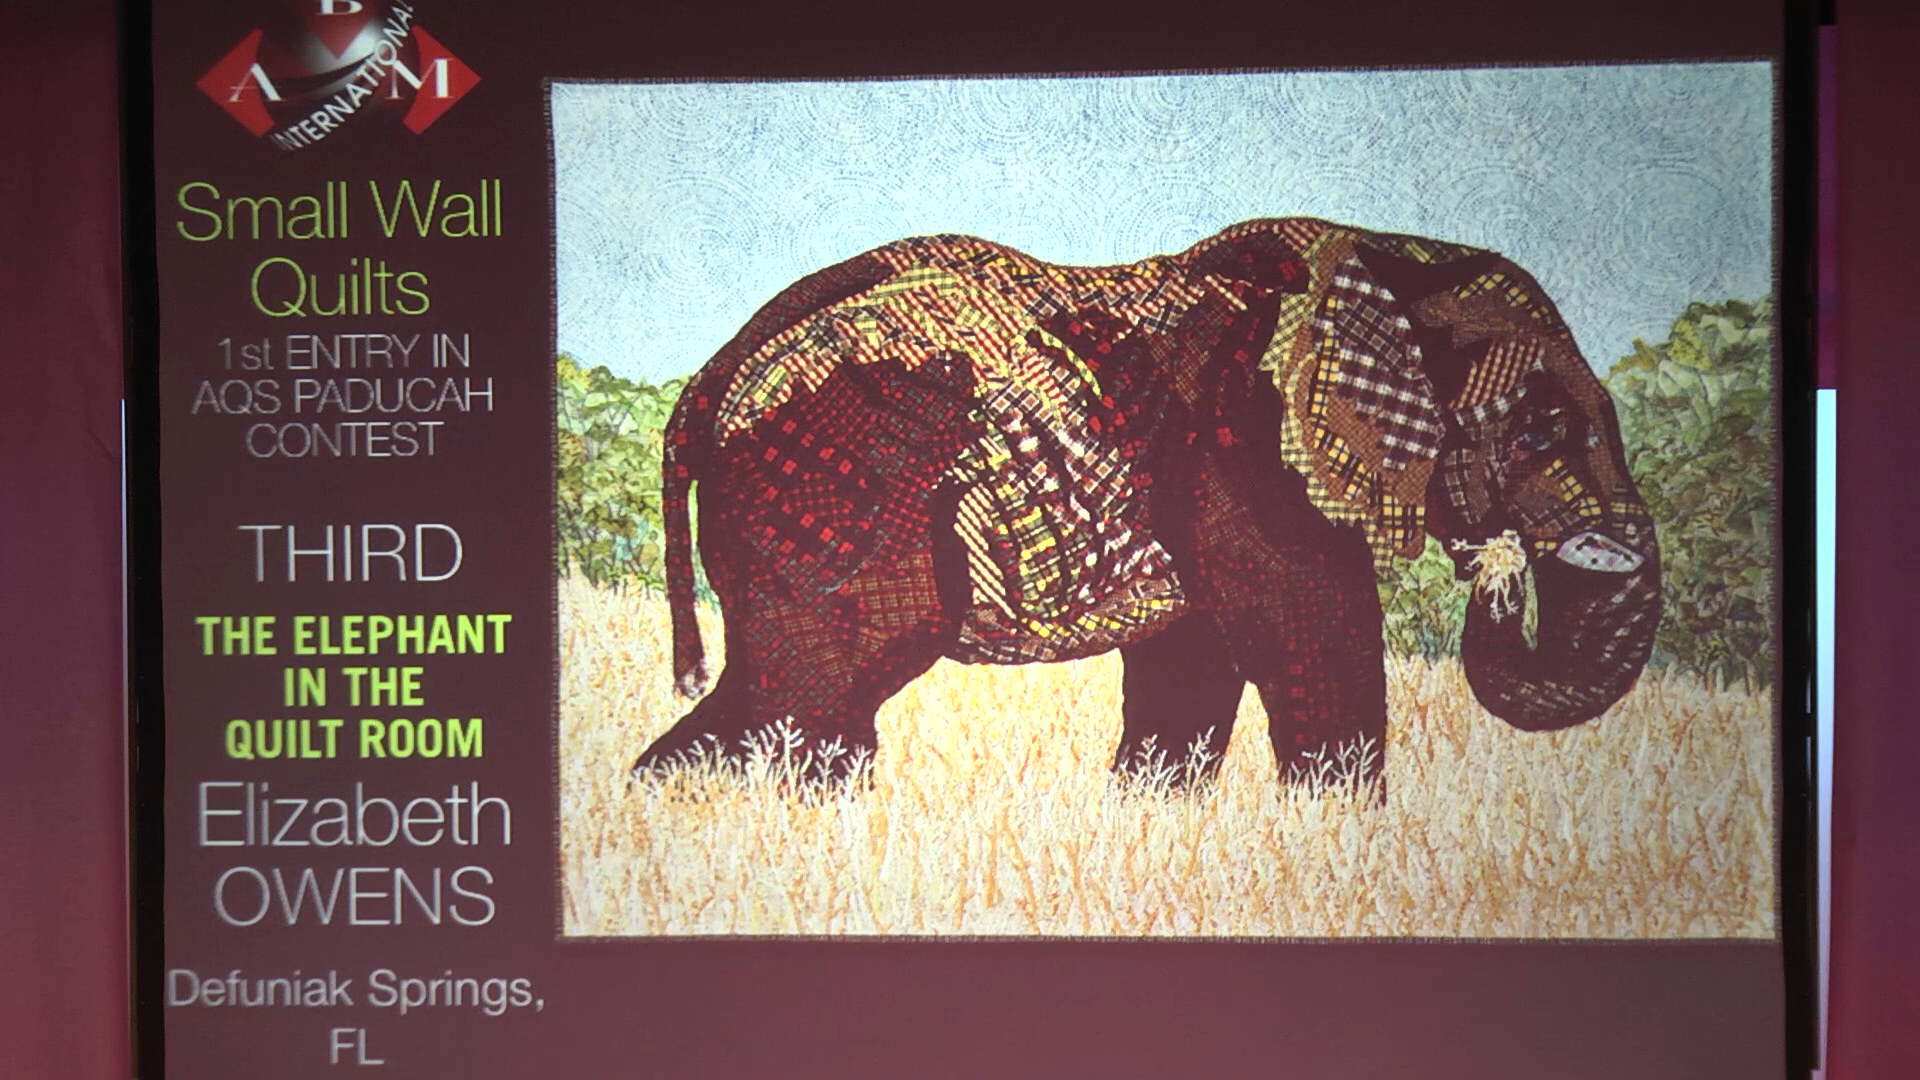 B
A M
INTERNATIONAL
Small Wall
Quilts
1st ENTRY IN
AQS PADUCAH
CONTEST
THIRD
THE ELEPHANT
IN THE
QUILT ROOM
Elizabeth
OWENS
Defuniak Springs,
FL